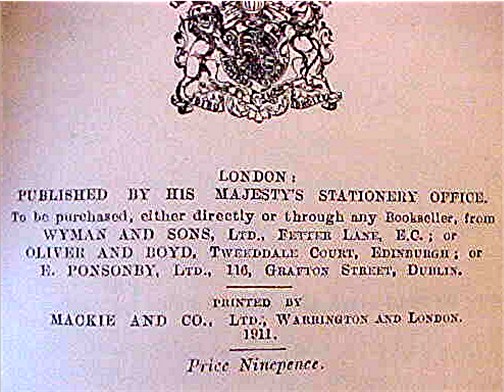 LONDON:
PUBLISHED BY HIS MAJESTY'S STATIONERY OFFICE.
To be purchased, either directly or through any Bookseller, from
WYMAN AND SONS, LTD., FETTER LANE, E.C.; or
OLIVER AND BOYD, TWEEDDALE COURT, EDINBURGH; or
E. PONSONBY, LTD., 116, GRAFTON STREET, DUBLIN.
PRINTED BY
MACKIE AND CO., LTD., WARRINGTON AND LONDON.
1911.
Price Ninepence.